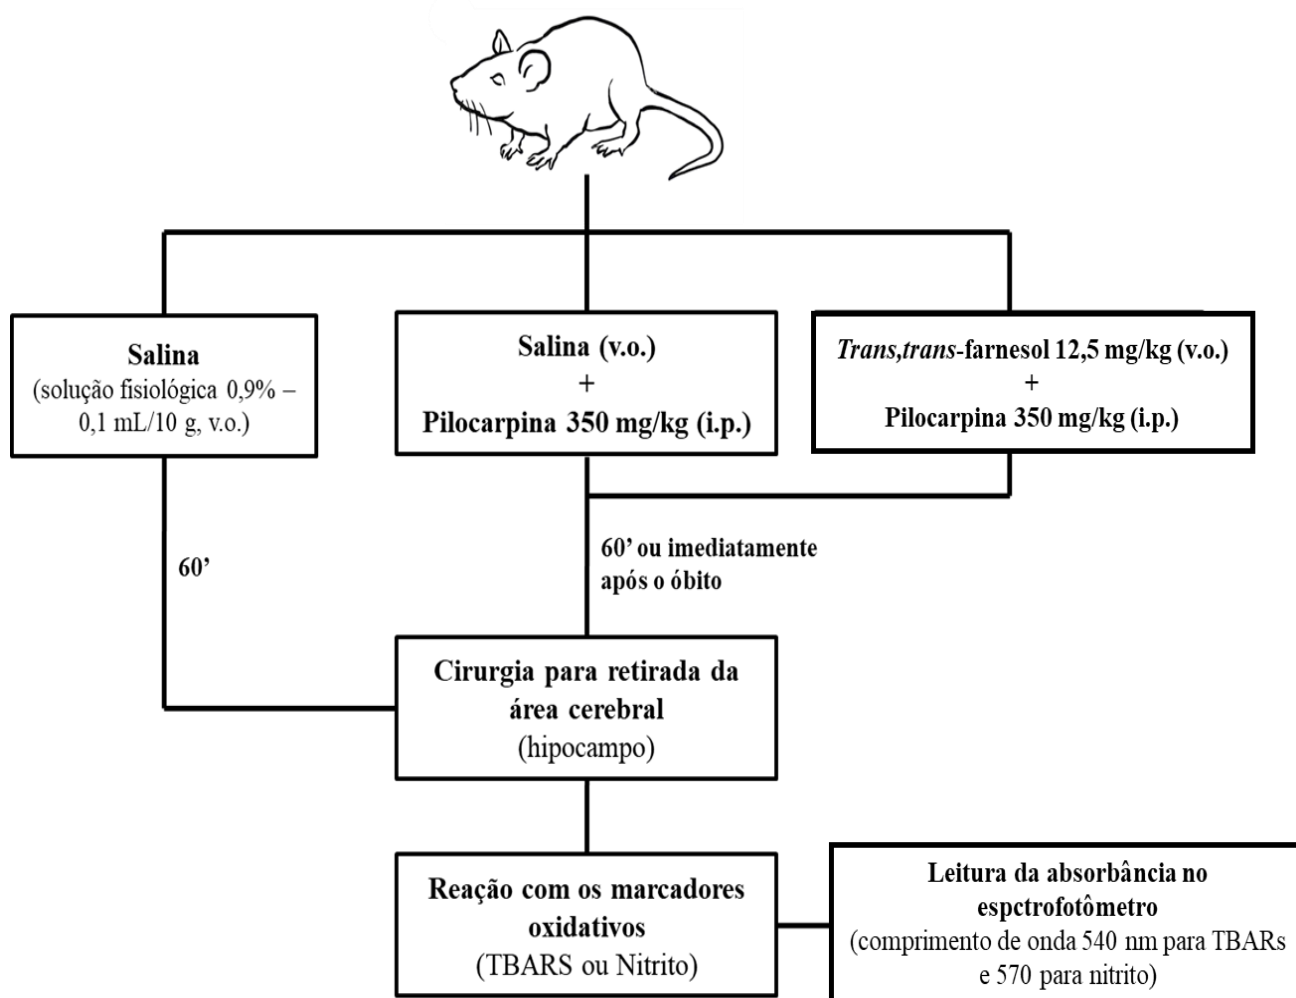 Salina
(solução fisiológica 0,9% –
0,1 mL/10 g, v.o.)
Salina (v.o.)
+
Pilocarpina 350 mg/kg (i.p.)
Trans,trans-farnesol 12,5 mg/kg (v.o.)
+
Pilocarpina 350 mg/kg (i.p.)
60’
60’ ou imediatamente
após o óbito
Cirurgia para retirada da
área cerebral
(hipocampo)
Reação com os marcadores
oxidativos
(TBARS ou Nitrito)
Leitura da absorbância no
espctrofotômetro
(comprimento de onda 540 nm para TBARs
e 570 para nitrito)